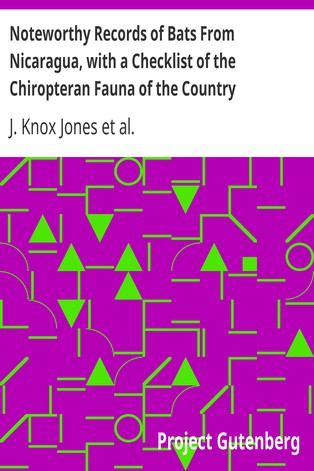 Noteworthy Records of Bats From
Nicaragua, with a Checklist of the
Chiropteran Fauna of the Country
J. Knox Jones et al.
Project Gutenberg